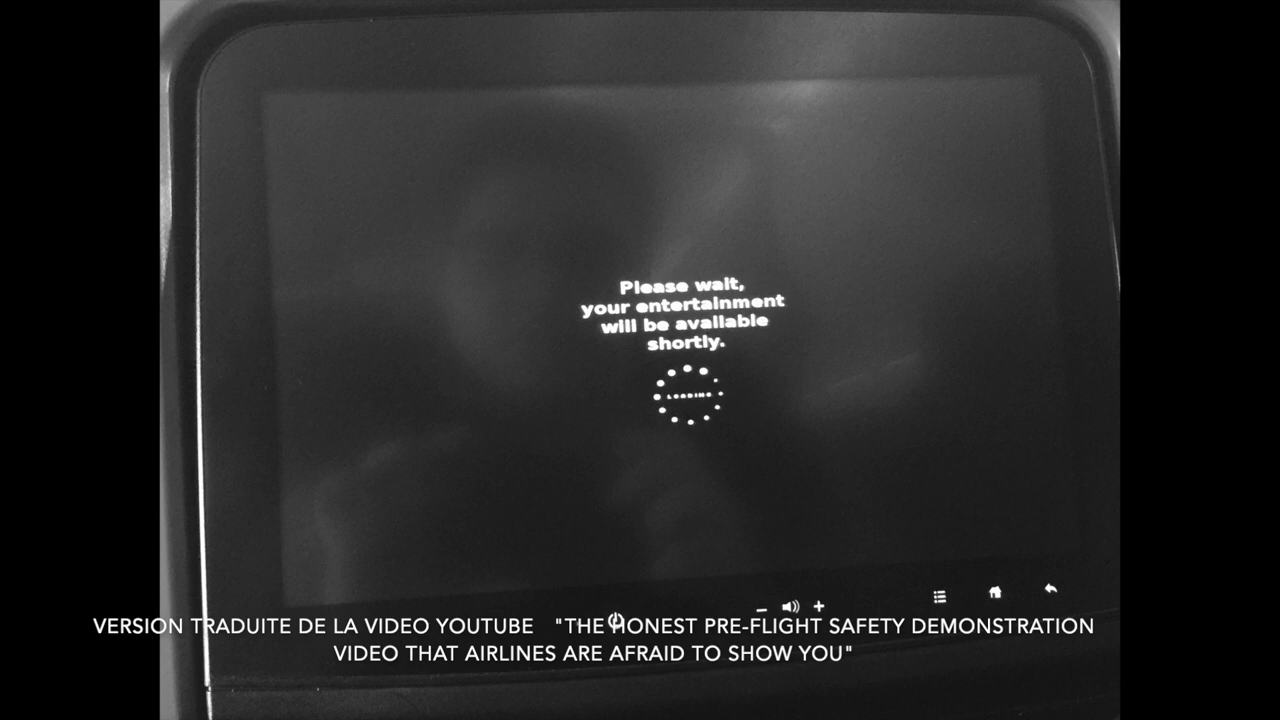 Please wait,
your entertainment
will be available
shortly.
LOADING
VERSION TRADUITE DE LA VIDEO YOUTUBE "THE HONEST PRE-FLIGHT SAFETY DEMONSTRATION
VIDEO THAT AIRLINES ARE AFRAID TO SHOW YOU"